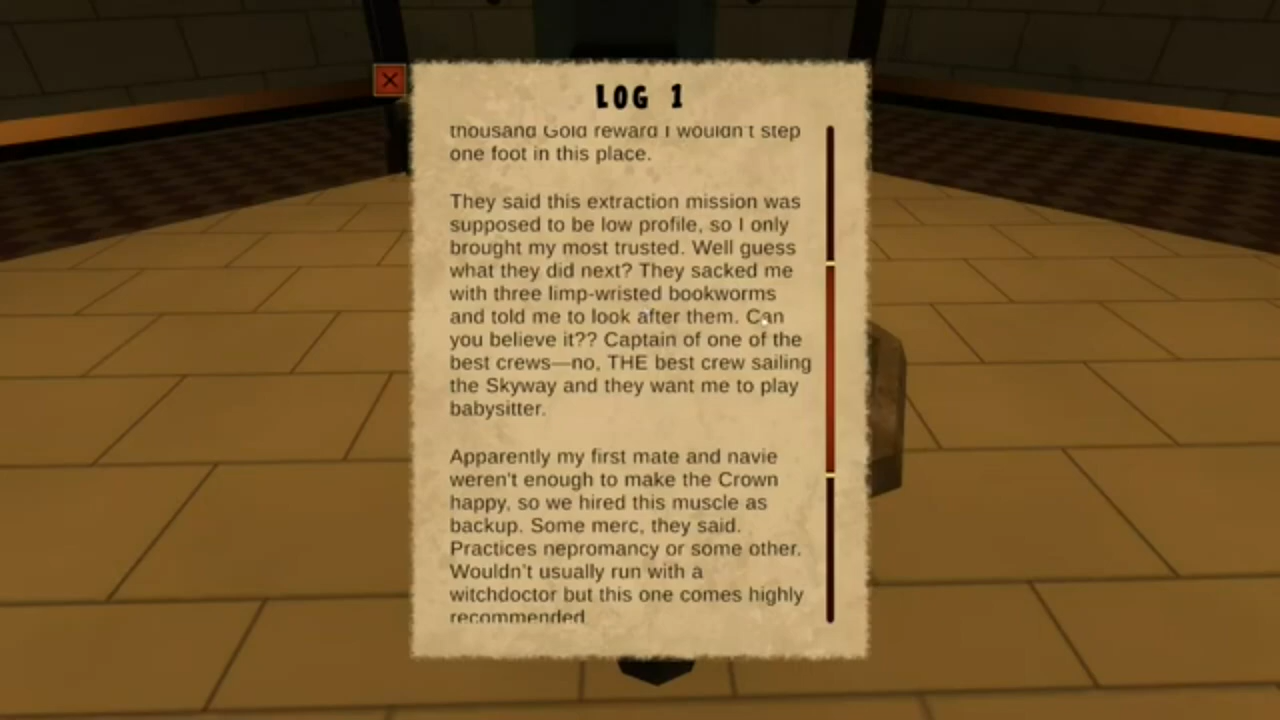 LOG 1
thousand Gold reward I wouldn't step
one foot in this place.
They said this extraction mission was
supposed to be low profile, so I only
brought my most trusted. Well guess
what they did next? They sacked me
with three limp-wristed bookworms
and told me to look after them. Can
you believe it?? Captain of one of the
best crews—no, THE best crew sailing
the Skyway and they want me to play
babysitter.
Apparently my first mate and navie
weren't enough to make the Crown
happy, so we hired this muscle as
backup. Some merc, they said.
Practices nepromancy or some other.
Wouldn't usually run with a
witchdoctor but this one comes highly
recommended